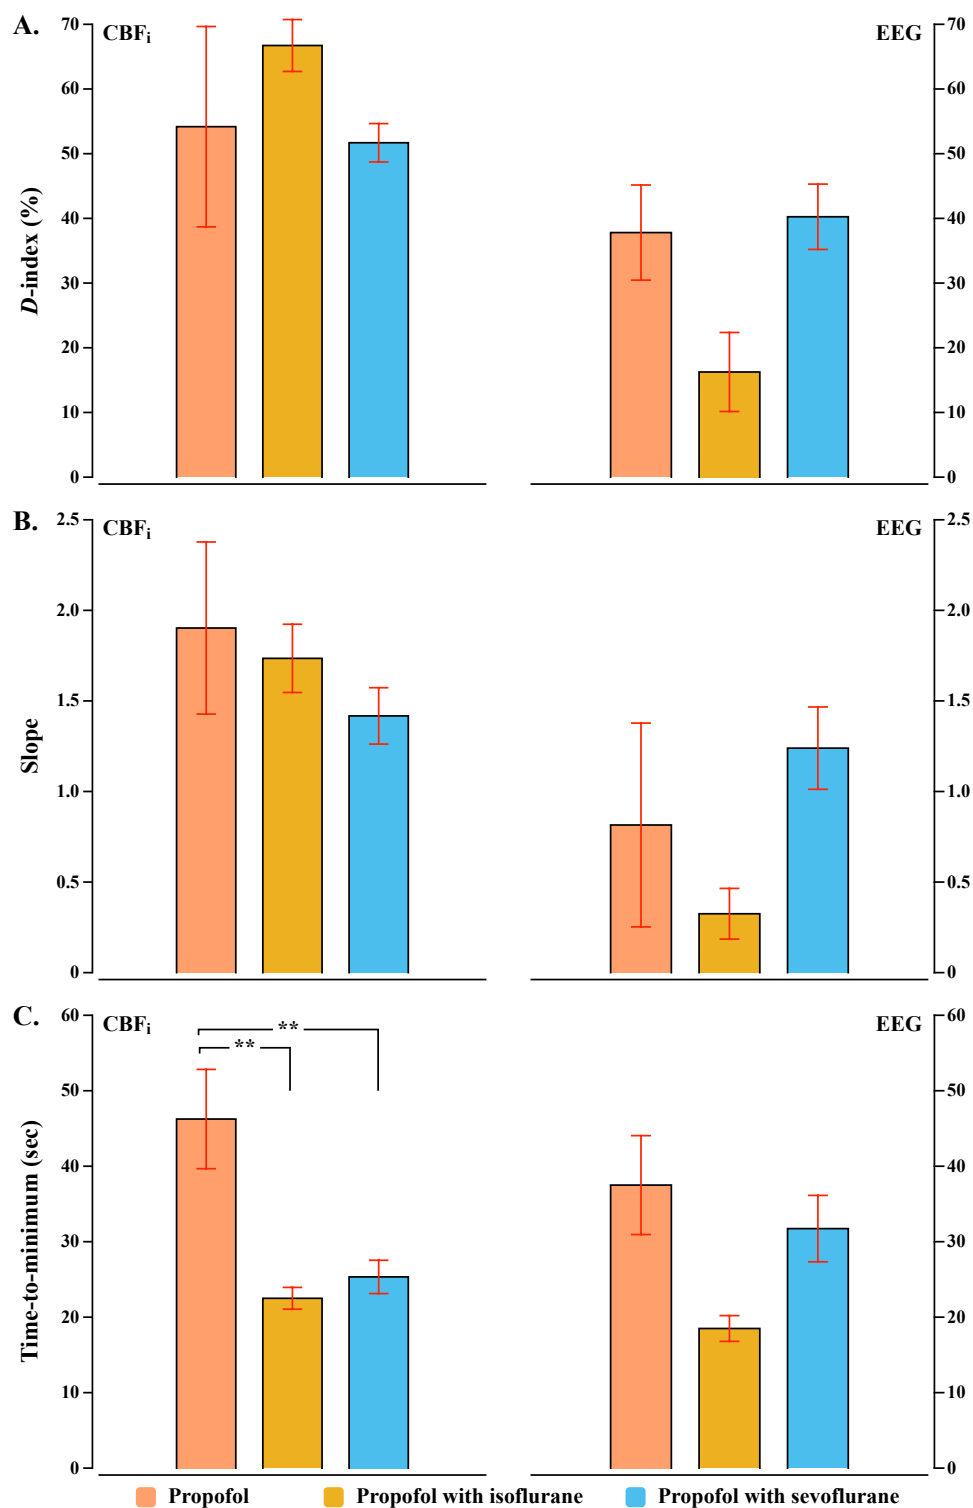 A.
CBFi
EEG
70
60
50
40
30
20
10
0
D-index (%)
70
60
50
40
30
20
10
0
B.
CBFi
EEG
2.5
2.0
1.5
1.0
0.5
0
Slope
2.5
2.0
1.5
1.0
0.5
0
C.
CBFi
EEG
60
50
40
30
20
10
0
Time-to-minimum (sec)
**
**
60
50
40
30
20
10
0
Propofol
Propofol with isoflurane
Propofol with sevoflurane